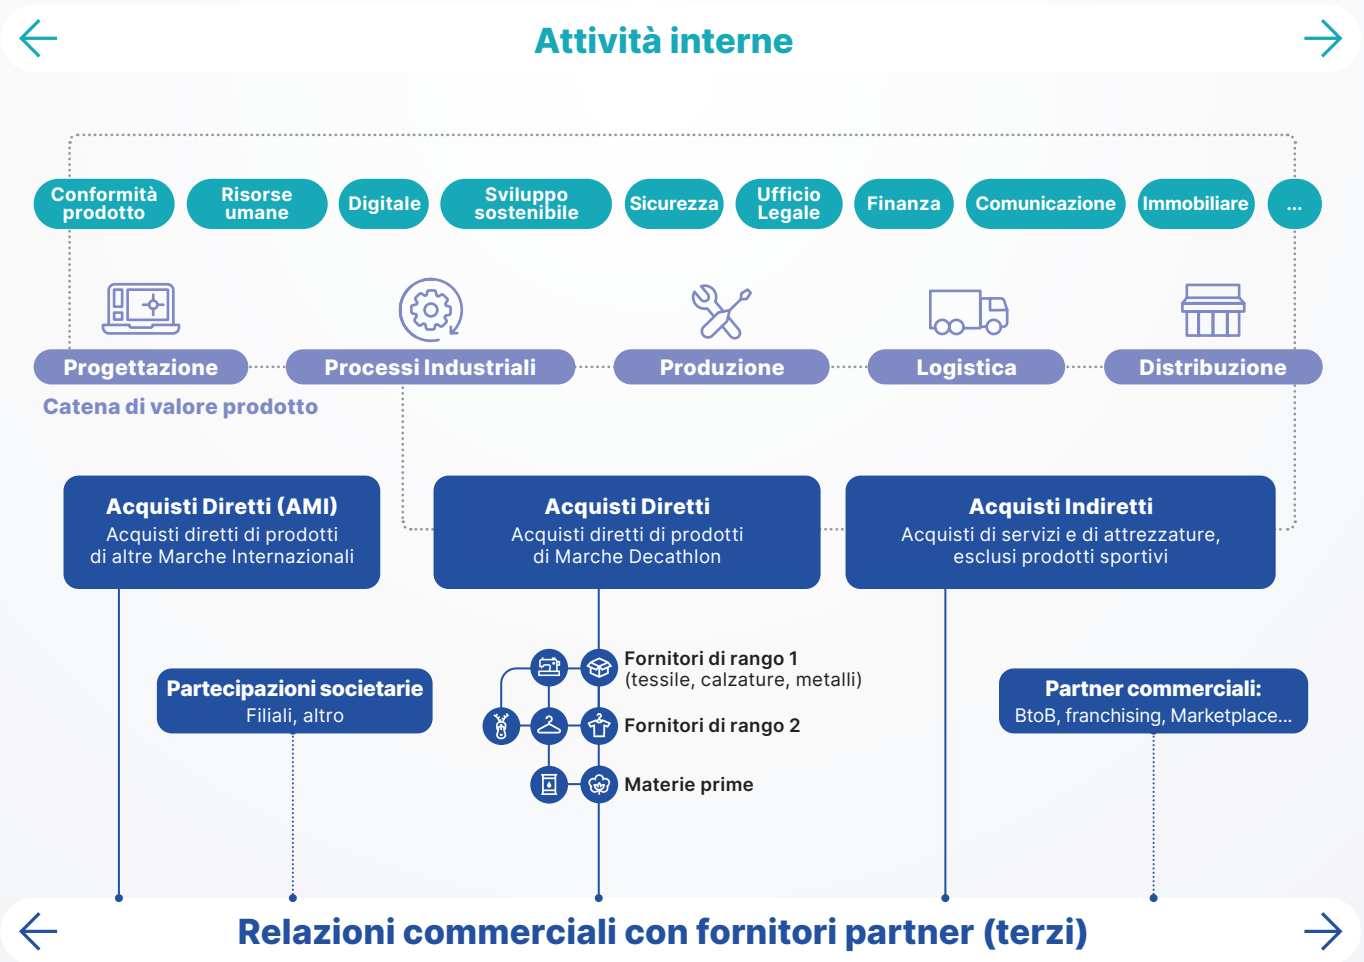 Attività interne
Conformità
prodotto
Risorse
umane
Digitale
Sviluppo
sostenibile
Sicurezza
Ufficio
Legale
Finanza
Comunicazione
Immobiliare
...
Progettazione
Processi Industriali
Produzione
Logistica
Distribuzione
Catena di valore prodotto
Acquisti Diretti (AMI)
Acquisti diretti di prodotti
di altre Marche Internazionali
Acquisti Diretti
Acquisti diretti di prodotti
di Marche Decathlon
Acquisti Indiretti
Acquisti di servizi e di attrezzature,
esclusi prodotti sportivi
Partecipazioni societarie
Filiali, altro
Fornitori di rango 1
(tessile, calzature, metalli)
Fornitori di rango 2
Materie prime
Partner commerciali:
BtoB, franchising, Marketplace...
Relazioni commerciali con fornitori partner (terzi)